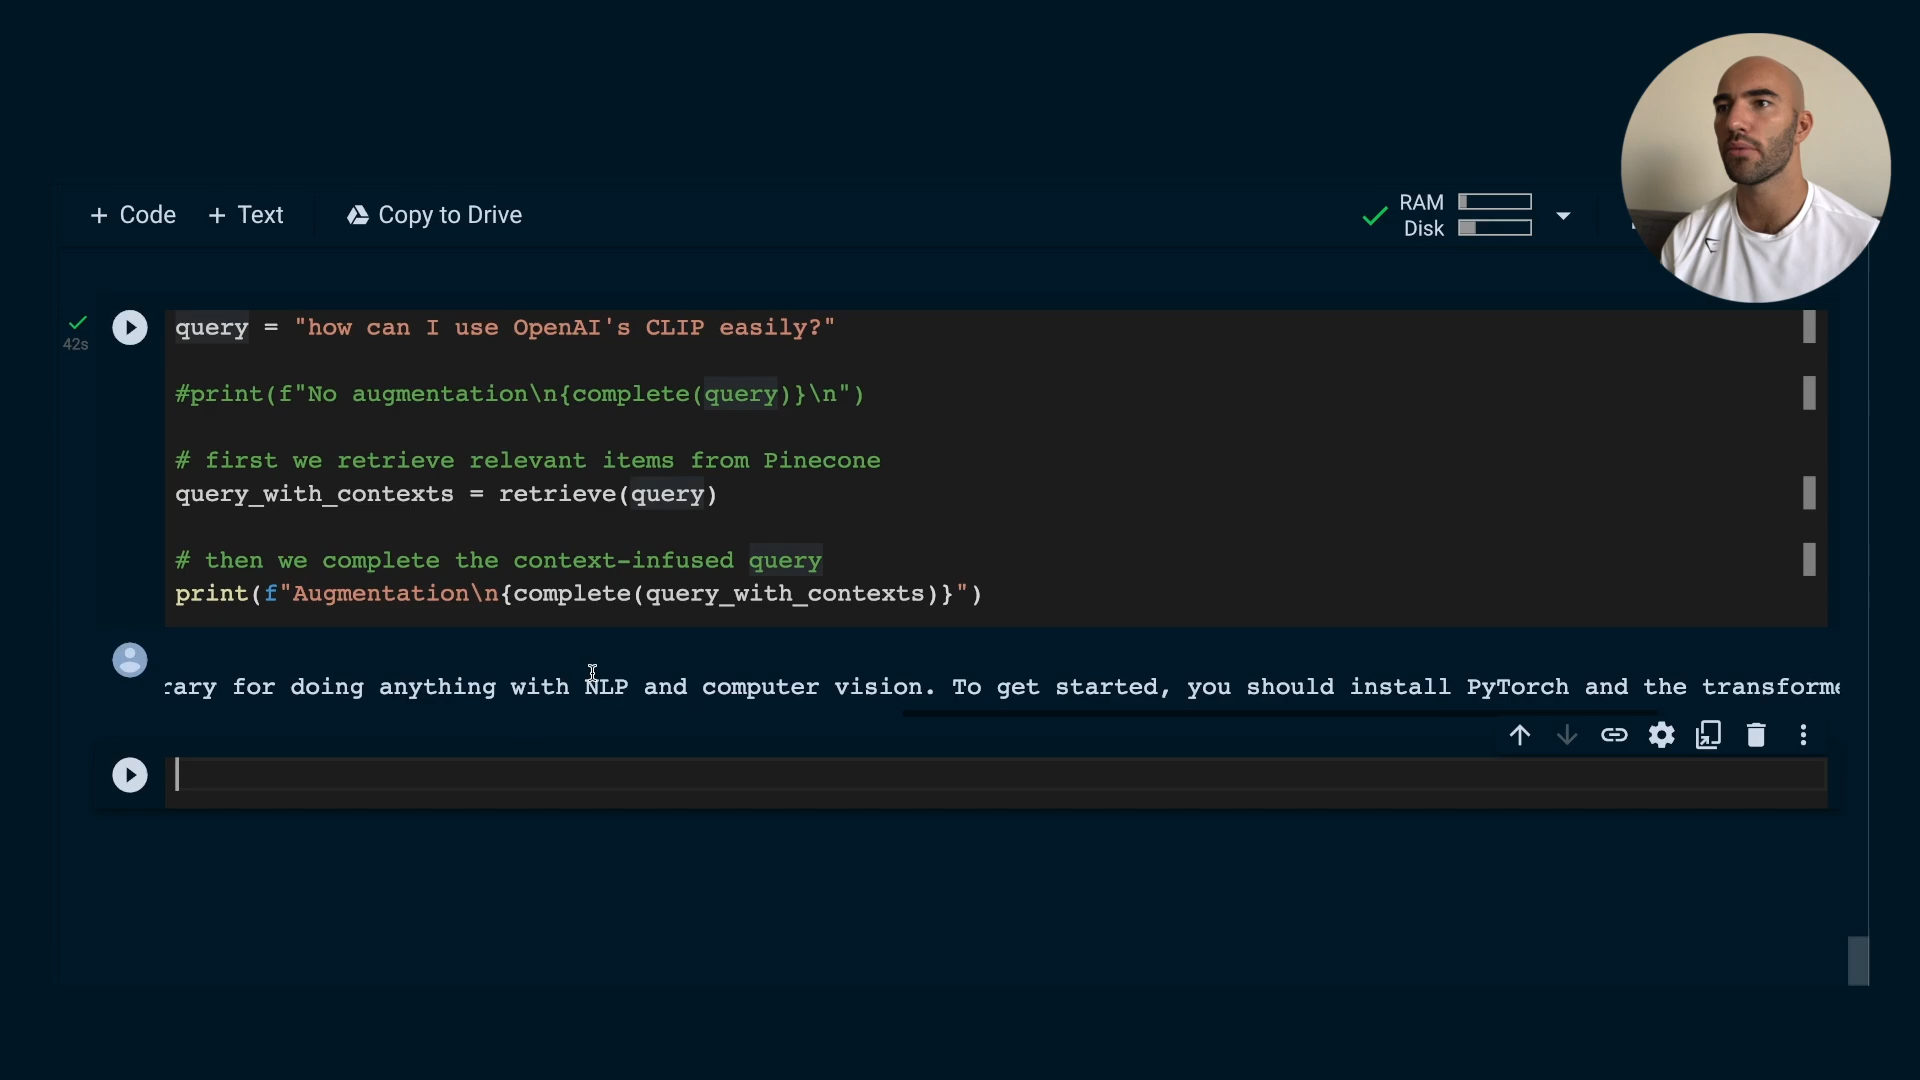 + Code + Text Copy to Drive
RAM
Disk
42s
query = "how can I use OpenAI's CLIP easily?"
#print(f"No augmentation\n{complete(query)}\n")
# first we retrieve relevant items from Pinecone
query_with_contexts = retrieve(query)
# then we complete the context-infused query
print(f"Augmentation\n{complete(query_with_contexts)}")
rary for doing anything with NLP and computer vision. To get started, you should install PyTorch and the transforme